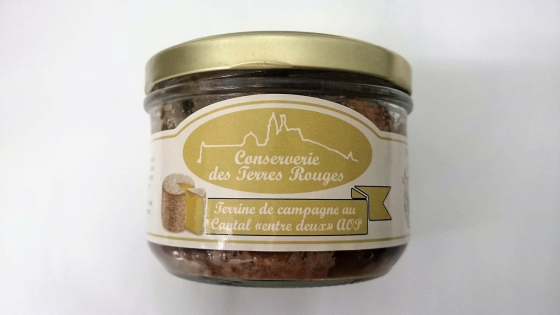 Conserverie
des Terres Rouges
Terrine de campagne au
Cantal «entre deux» AOP